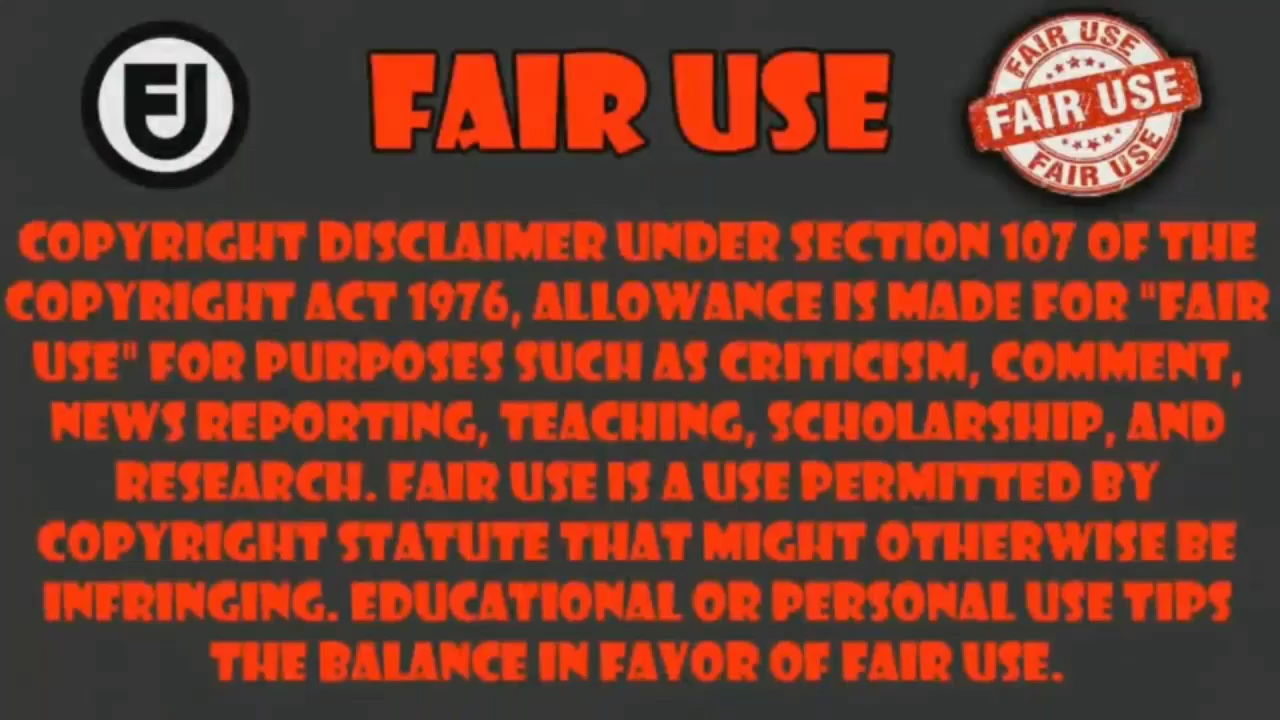 FAIR USE
FAIR USE
FAIR USE
FAIR USE
COPYRIGHT DISCLAIMER UNDER SECTION 107 OF THE
COPYRIGHT ACT 1976, ALLOWANCE IS MADE FOR "FAIR
USE" FOR PURPOSES SUCH AS CRITICISM, COMMENT,
NEWS REPORTING, TEACHING, SCHOLARSHIP, AND
RESEARCH. FAIR USE IS A USE PERMITTED BY
COPYRIGHT STATUTE THAT MIGHT OTHERWISE BE
INFRINGING. EDUCATIONAL OR PERSONAL USE TIPS
THE BALANCE IN FAVOR OF FAIR USE.